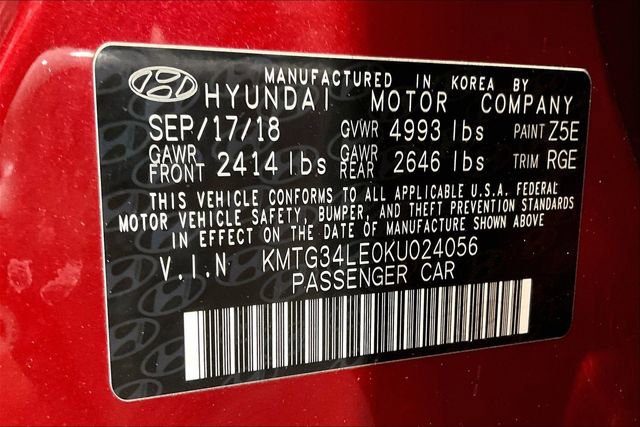 MANUFACTURED IN KOREA BY
HYUNDAI MOTOR COMPANY
SEP/17/18 GVWR 4993 lbs PAINT Z5E
GAWR FRONT 2414 lbs GAWR REAR 2646 lbs TRIM RGE
THIS VEHICLE CONFORMS TO ALL APPLICABLE U.S.A. FEDERAL
MOTOR VEHICLE SAFETY, BUMPER, AND THEFT PREVENTION STANDARDS
IN EFFECT ON THE DATE OF MANUFACTURE SHOWN ABOVE
V.I.N KMTG34LE0KU024056
PASSENGER CAR